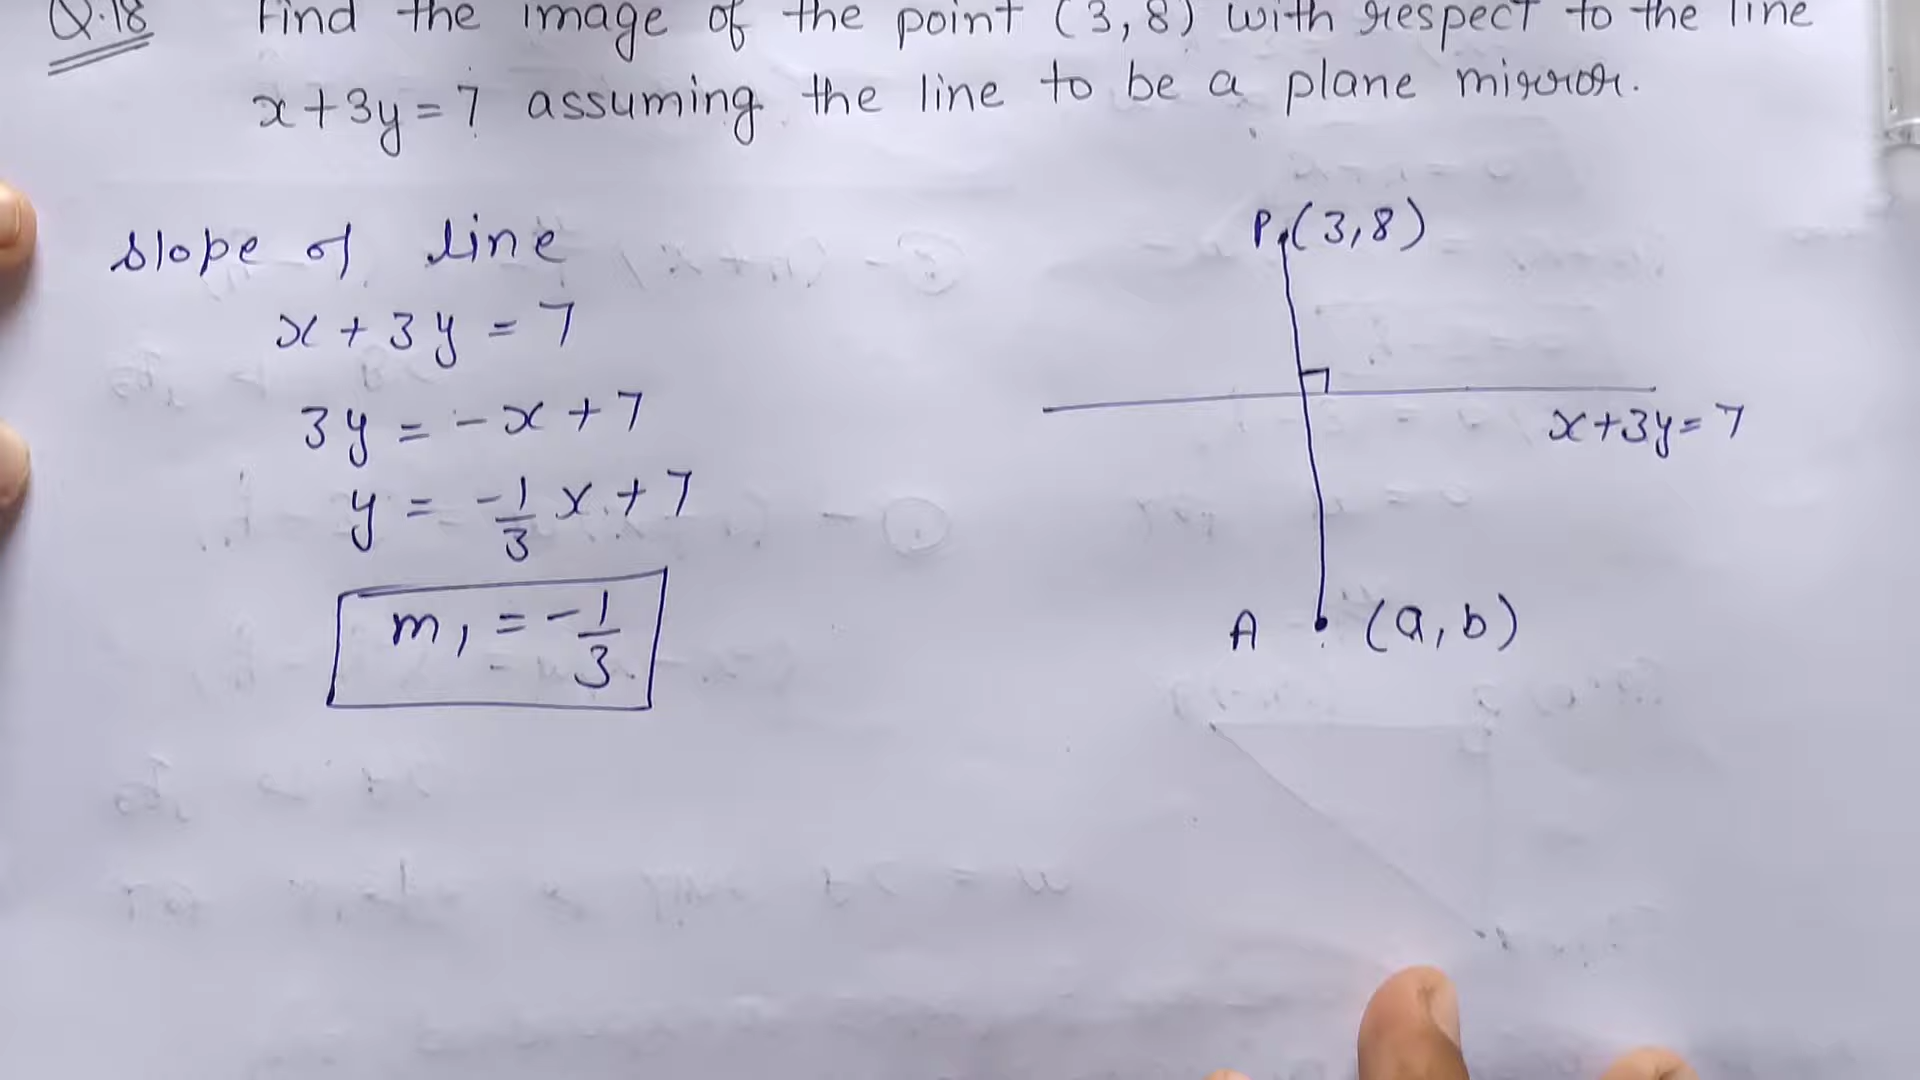 Q.18 Find the image of the point (3,8) with respect to the line
x+3y=7 assuming the line to be a plane mirror.
slope of line
x+3y=7
3y=-x+7
y = -1/3 x+7
m₁ = -1/3
P(3,8)
x+3y=7
A (a,b)